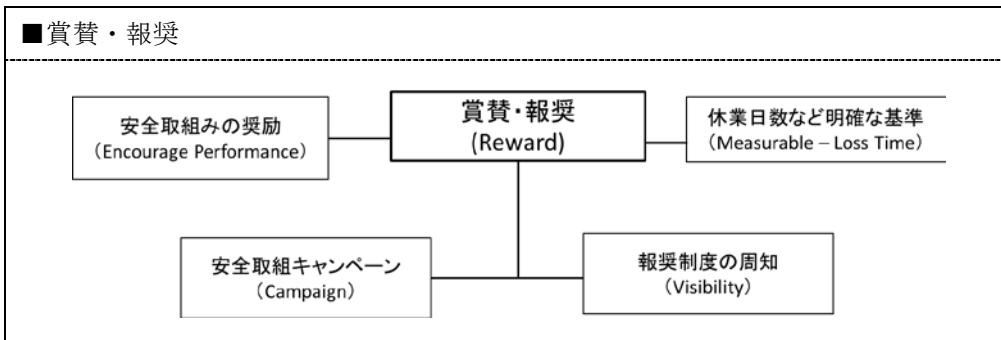 ■賞賛・報奨
賞賛・報奨
(Reward)
安全取組みの奨励
(Encourage Performance)
休業日数など明確な基準
(Measurable – Loss Time)
安全取組キャンペーン
(Campaign)
報奨制度の周知
(Visibility)